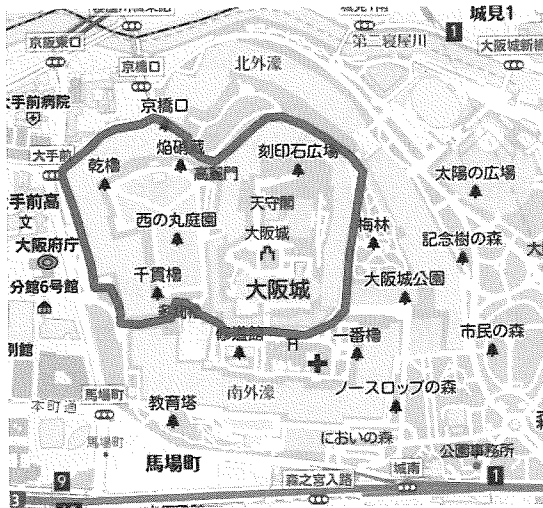 城見1
京阪東口
1
第二寝屋川
大阪城新橋
京橋口
北外濠
大手前病院
京橋口
焔硝蔵
刻印石広場
大手前
乾櫓
太陽の広場
手前高
文
天守閣
西の丸庭園
大阪城
梅林
記念樹の森
大阪府庁
千貫櫓
大阪城
大阪城公園
分館6号館
別館
修道館
一番櫓
市民の森
南外濠
ノースロップの森
本町通
馬場町
教育塔
においの森
馬場町
馬場町
公園事務所
城南
9
森之宮入路
1
3